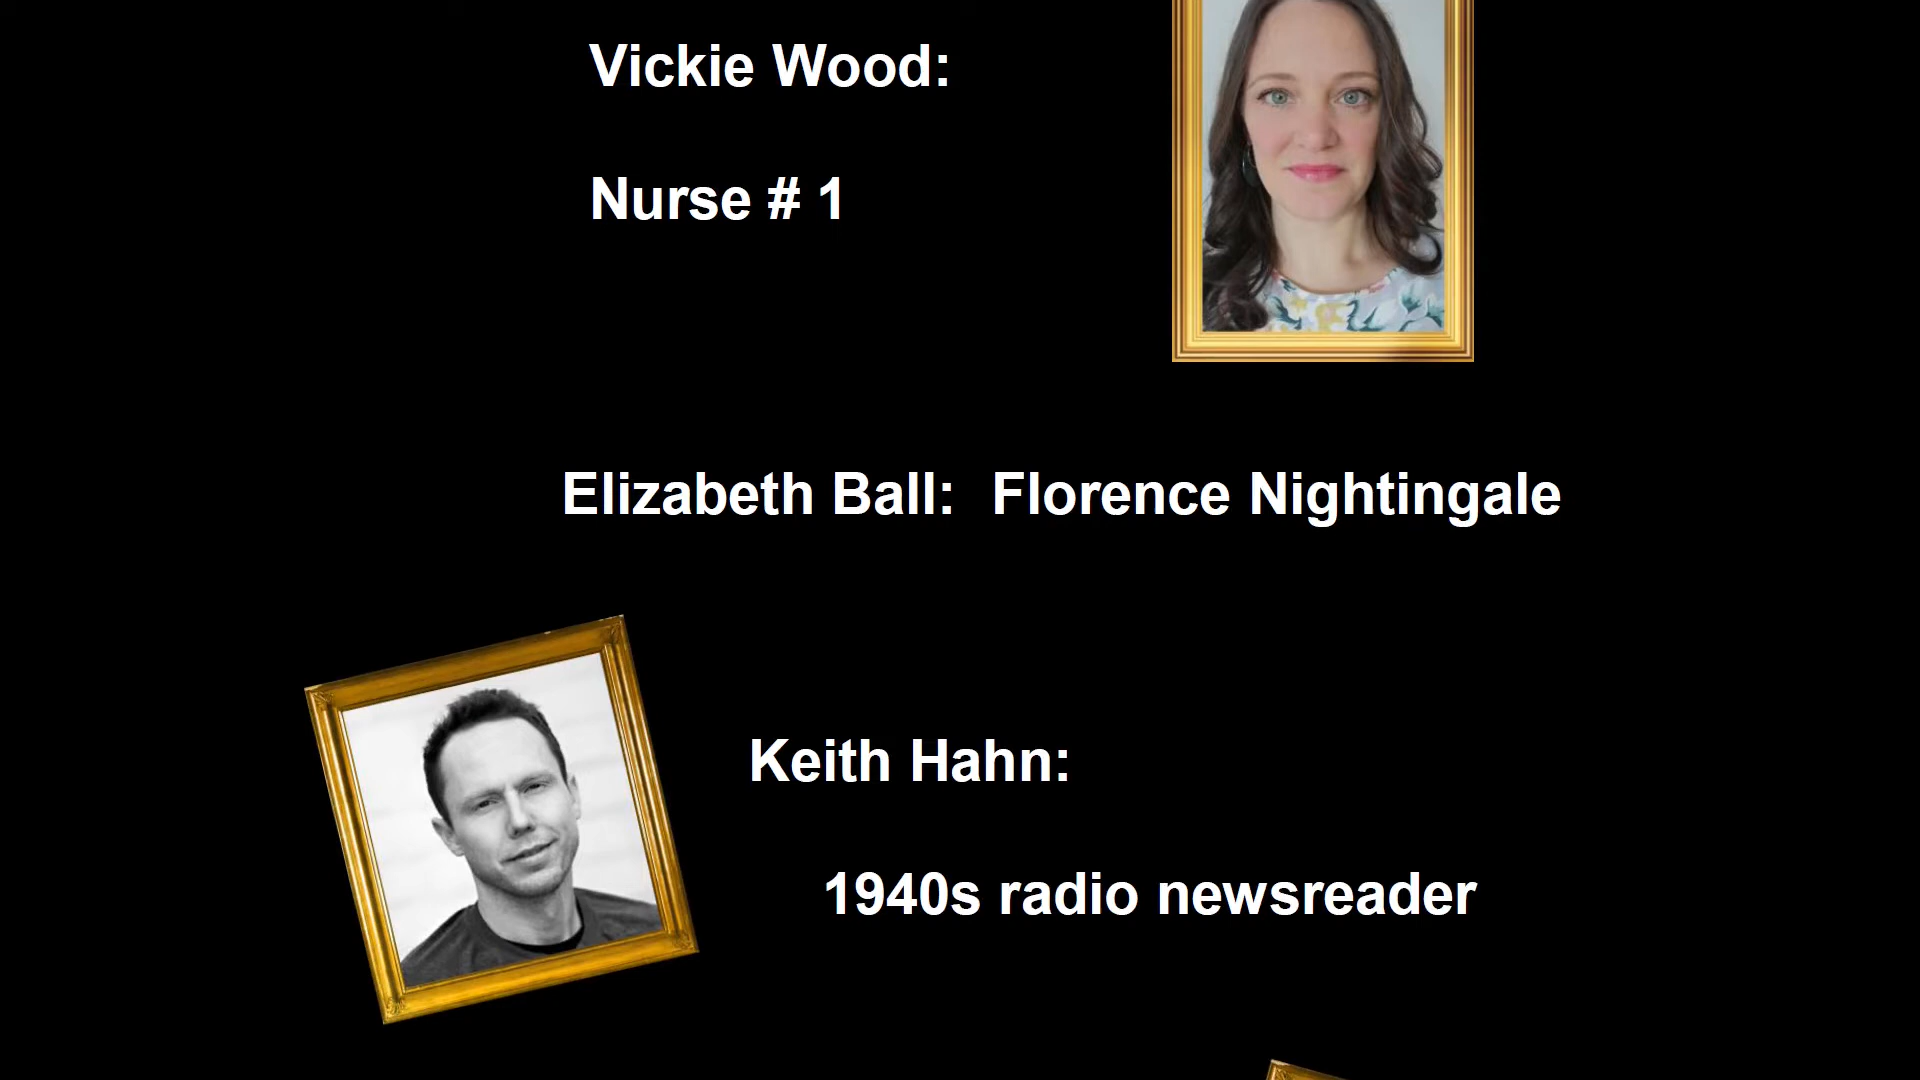 Vickie Wood:
Nurse # 1
Elizabeth Ball:  Florence Nightingale
Keith Hahn:
1940s radio newsreader